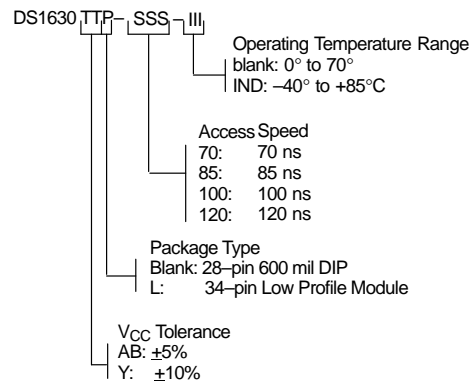 DS1630 TTP– SSS –III
Operating Temperature Range
blank: 0° to 70°
IND: –40° to +85°C
Access Speed
70: 70 ns
85: 85 ns
100: 100 ns
120: 120 ns
Package Type
Blank: 28–pin 600 mil DIP
L: 34–pin Low Profile Module
VCC Tolerance
AB: ±5%
Y: ±10%